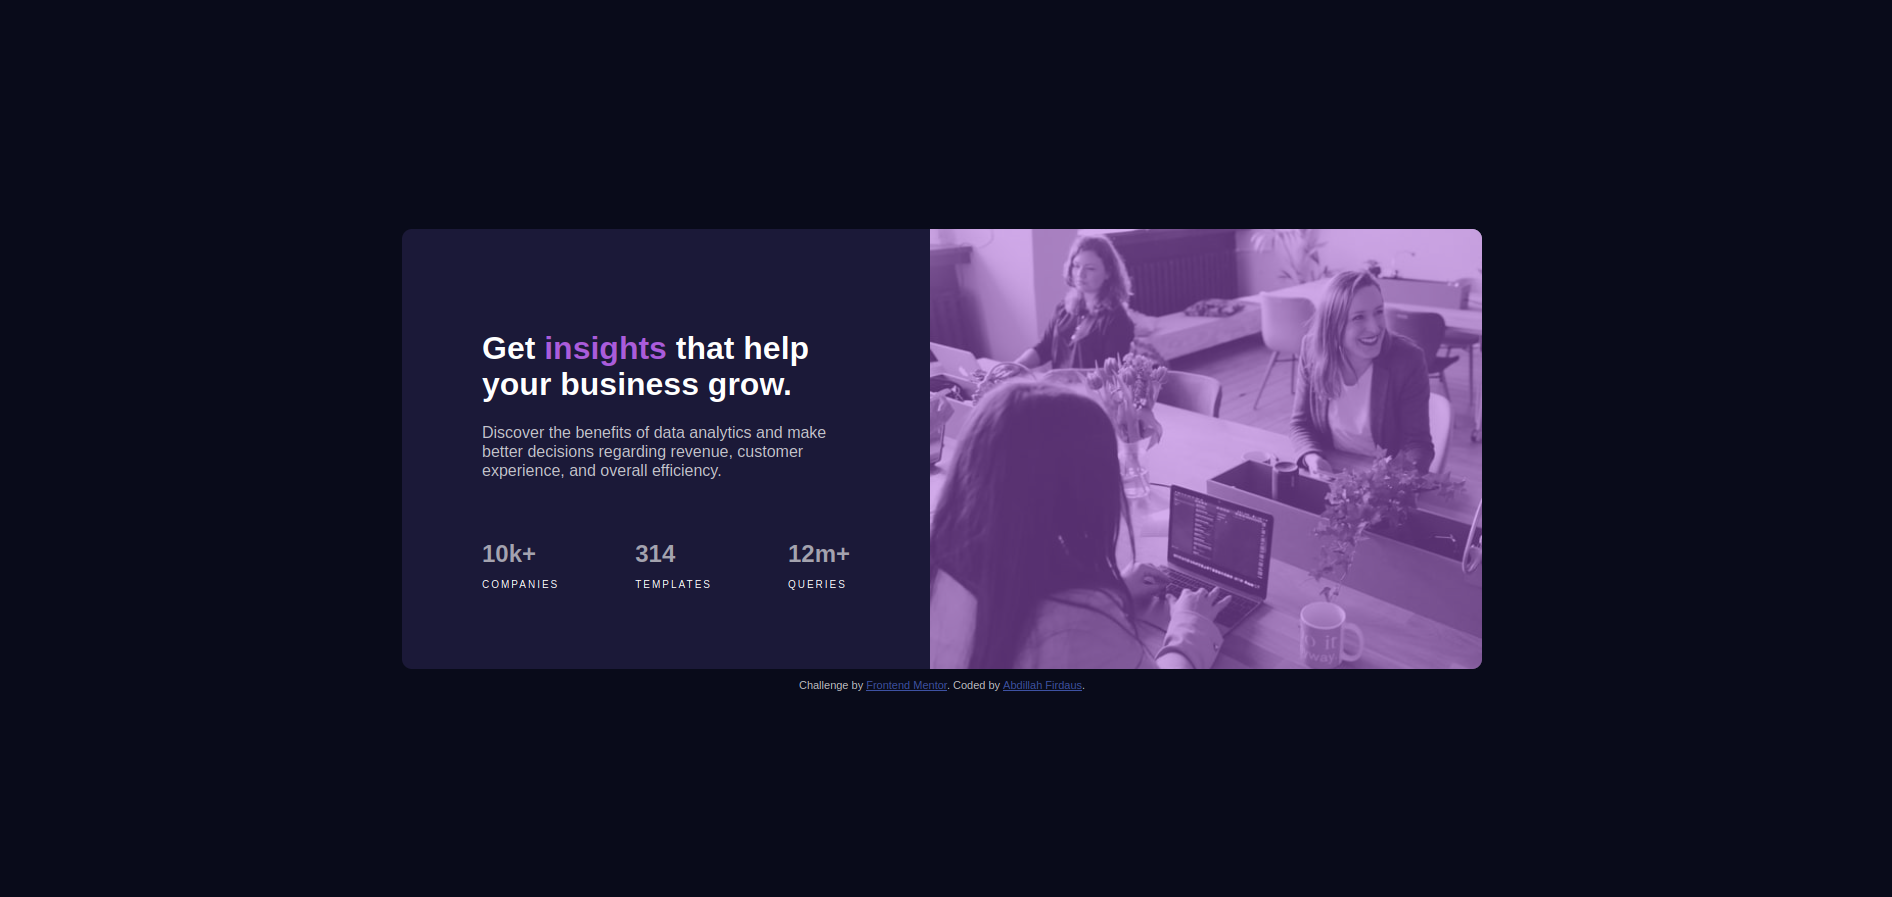 Get insights that help
your business grow.
Discover the benefits of data analytics and make
better decisions regarding revenue, customer
experience, and overall efficiency.
10k+ 314 12m+
COMPANIES TEMPLATES QUERIES
Challenge by Frontend Mentor. Coded by Abdillah Firdaus.